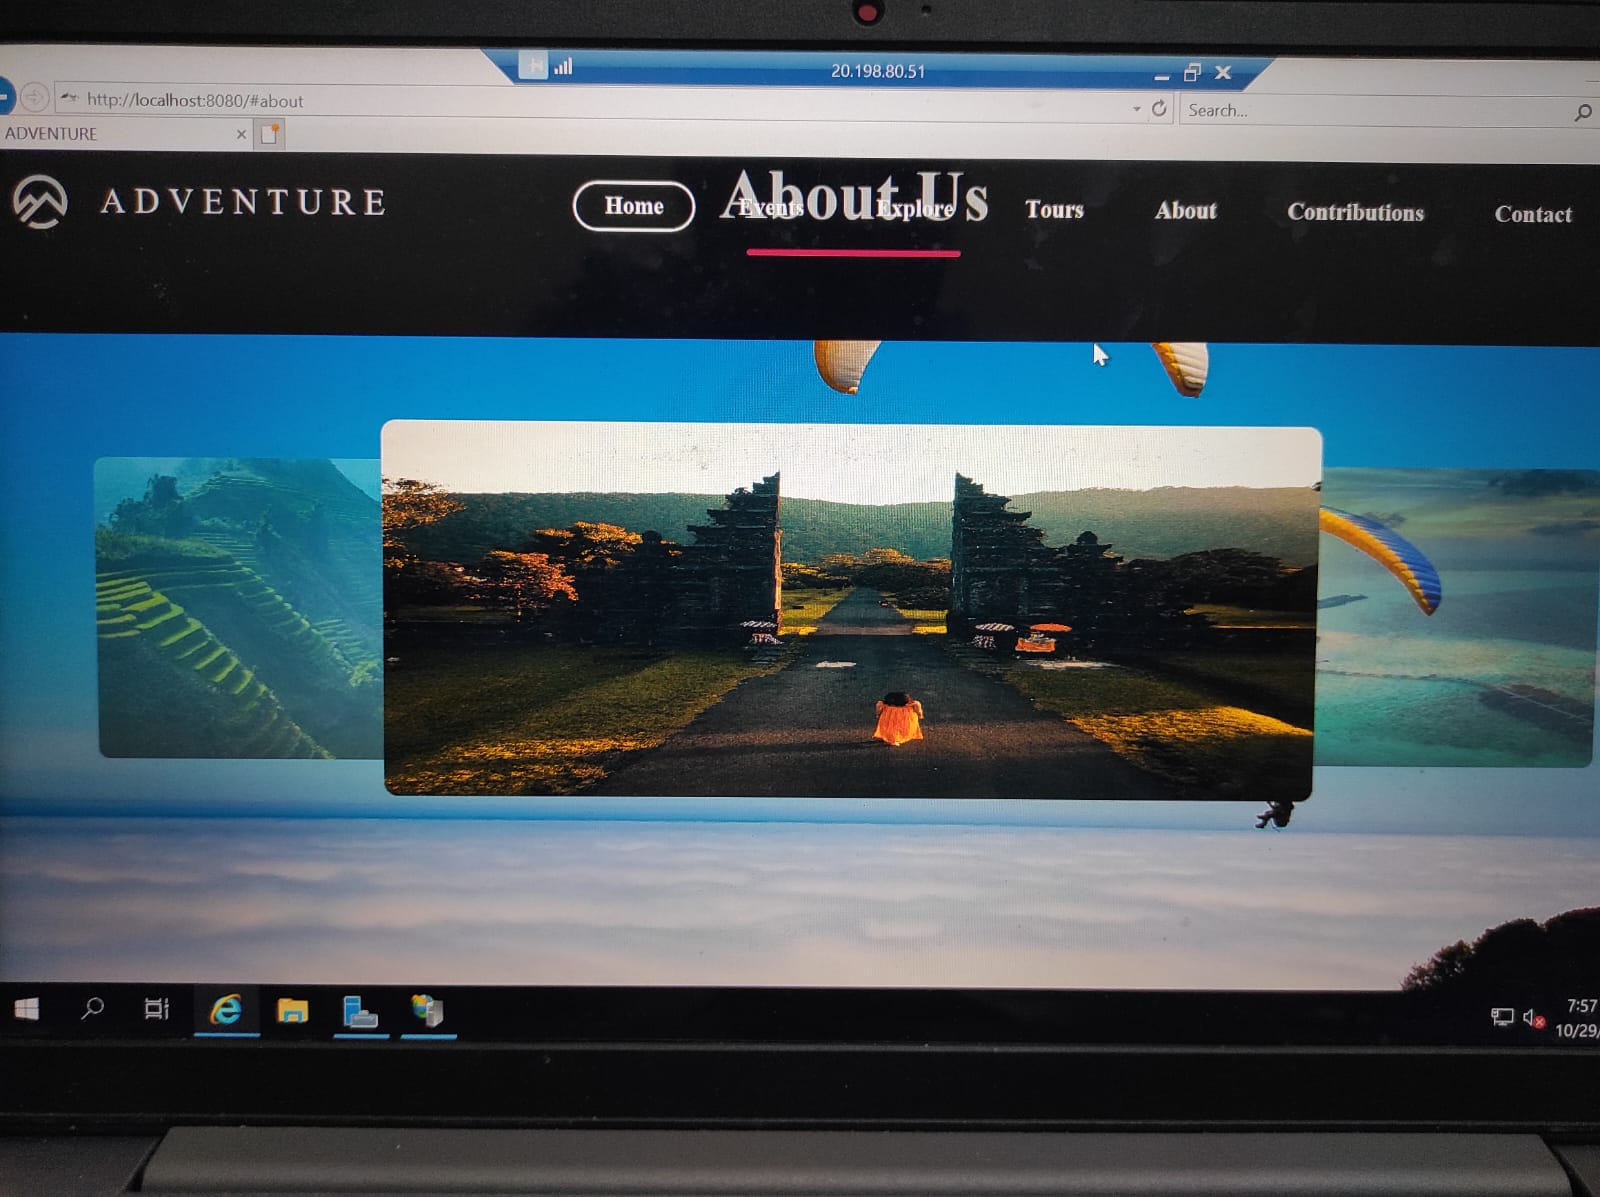 20.198.80.51
http://localhost:8080/#about
Search...
ADVENTURE
ADVENTURE
About Us
Home Events Explore Tours About Contributions Contact
7:57
10/29/